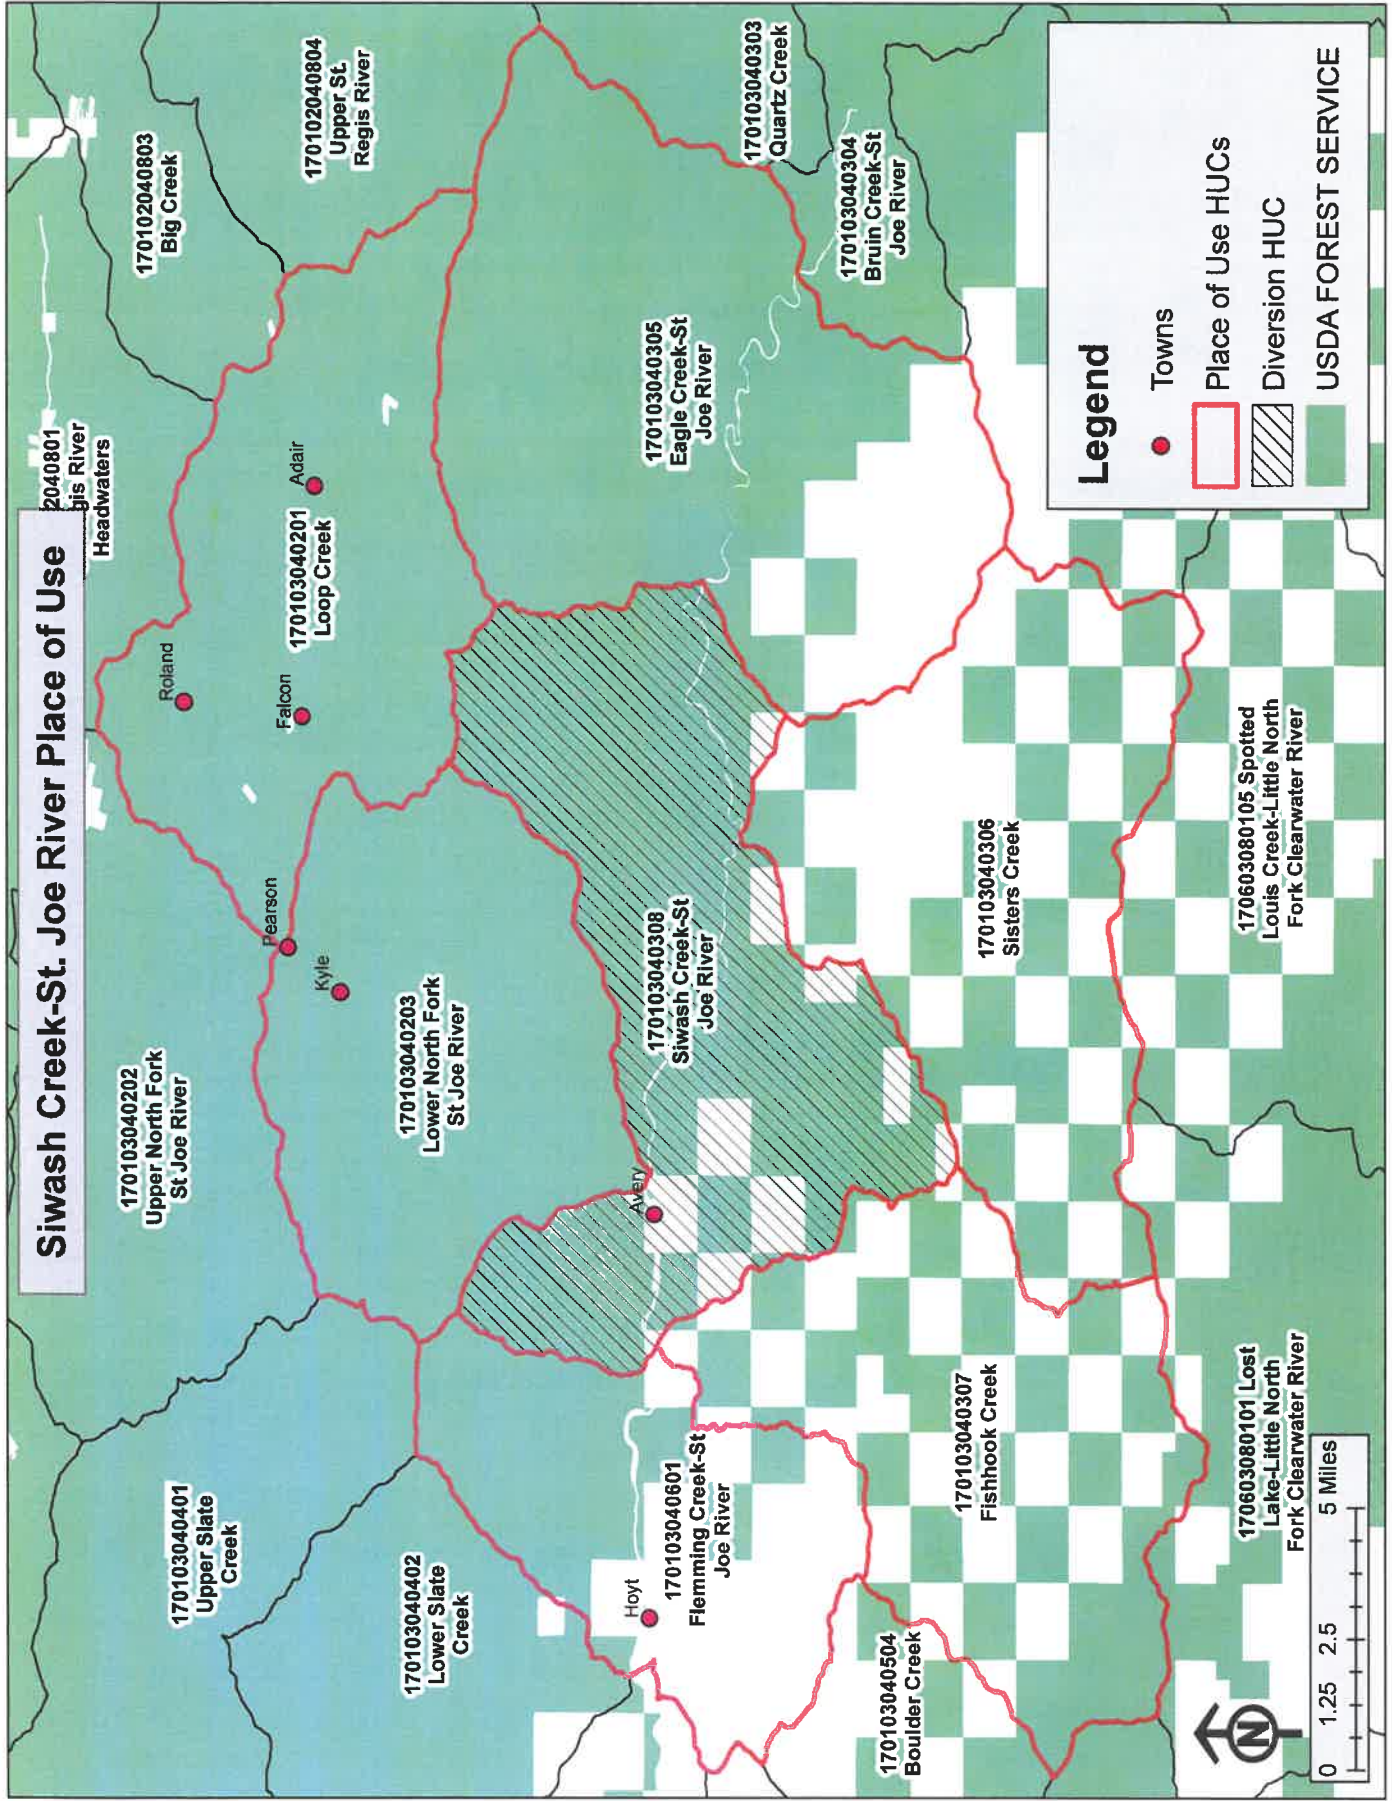 Siwash Creek-St. Joe River Place of Use
2040801
gis River
Headwaters
170102040803
Big Creek
170102040804
Upper St.
Regis River
170103040202
Upper North Fork
St Joe River
170103040401
Upper Slate
Creek
Roland
Falcon
Adair
170103040201
Loop Creek
Pearson
Kyle
170103040203
Lower North Fork
St Joe River
170103040402
Lower Slate
Creek
170103040305
Eagle Creek-St
Joe River
170103040303
Quartz Creek
170103040304
Bruin Creek-St
Joe River
170103040308
Siwash Creek-St
Joe River
Avery
Hoyt
170103040601
Flemming Creek-St
Joe River
170103040306
Sisters Creek
170103040307
Fishhook Creek
170103040504
Boulder Creek
170603080105 Spotted
Louis Creek-Little North
Fork Clearwater River
170603080101 Lost
Lake-Little North
Fork Clearwater River
N
0 1.25 2.5 5 Miles
Legend
Towns
Place of Use HUCs
Diversion HUC
USDA FOREST SERVICE